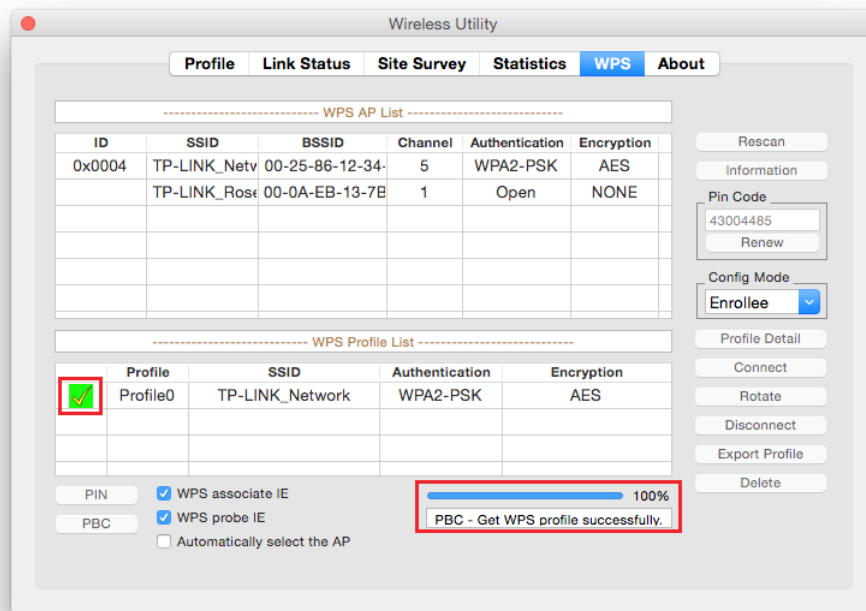 Wireless Utility
Profile Link Status Site Survey Statistics WPS About
---------------------------- WPS AP List ----------------------------
ID SSID BSSID Channel Authentication Encryption
0x0004 TP-LINK_Netw 00-25-86-12-34- 5 WPA2-PSK AES
TP-LINK_Rose 00-0A-EB-13-7B 1 Open NONE
Rescan
Information
Pin Code
43004485
Renew
Config Mode
Enrollee
---------------------------- WPS Profile List ----------------------------
Profile SSID Authentication Encryption
Profile0 TP-LINK_Network WPA2-PSK AES
Profile Detail
Connect
Rotate
Disconnect
Export Profile
Delete
PIN
PBC
WPS associate IE
WPS probe IE
Automatically select the AP
100%
PBC - Get WPS profile successfully.